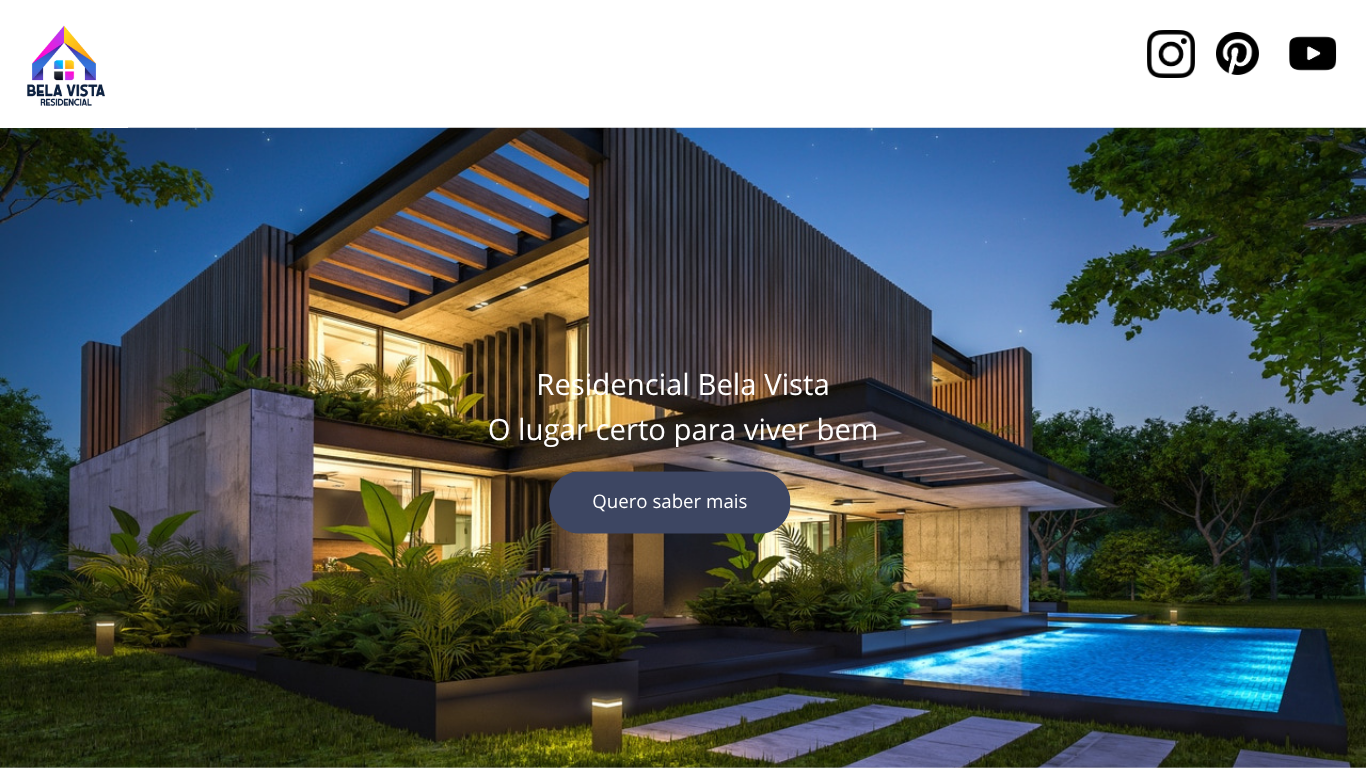 BELA VISTA
RESIDENCIAL
Residencial Bela Vista
O lugar certo para viver bem
Quero saber mais